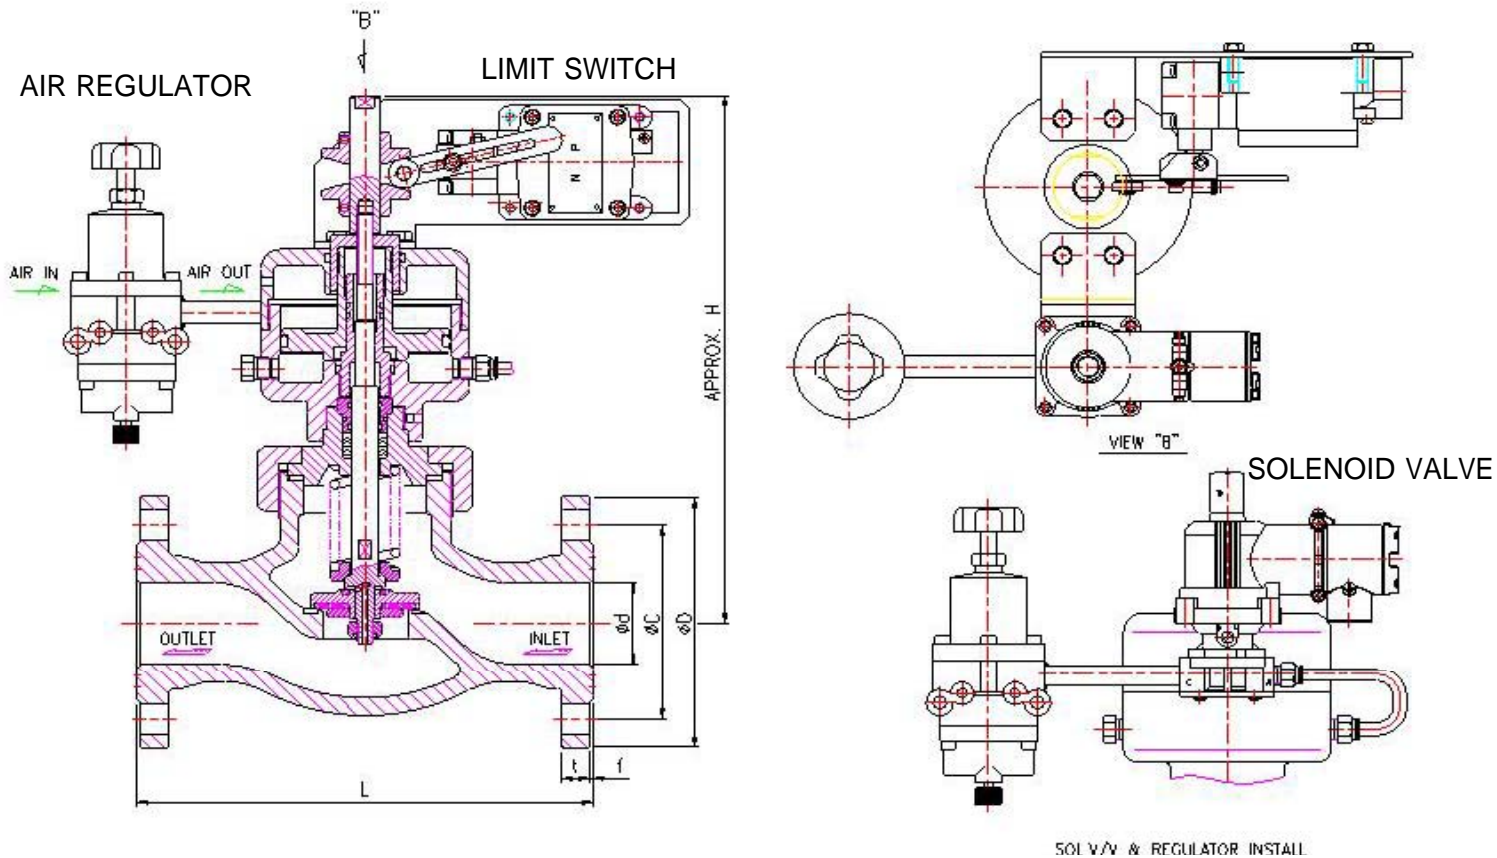 "B"
LIMIT SWITCH
AIR REGULATOR
P
N
AIR IN
AIR OUT
APPROX. H
OUTLET
INLET
ød
øC
øD
t
f
L
VIEW "B"
SOLENOID VALVE
C
A
SOL V/V & REGULATOR INSTALL